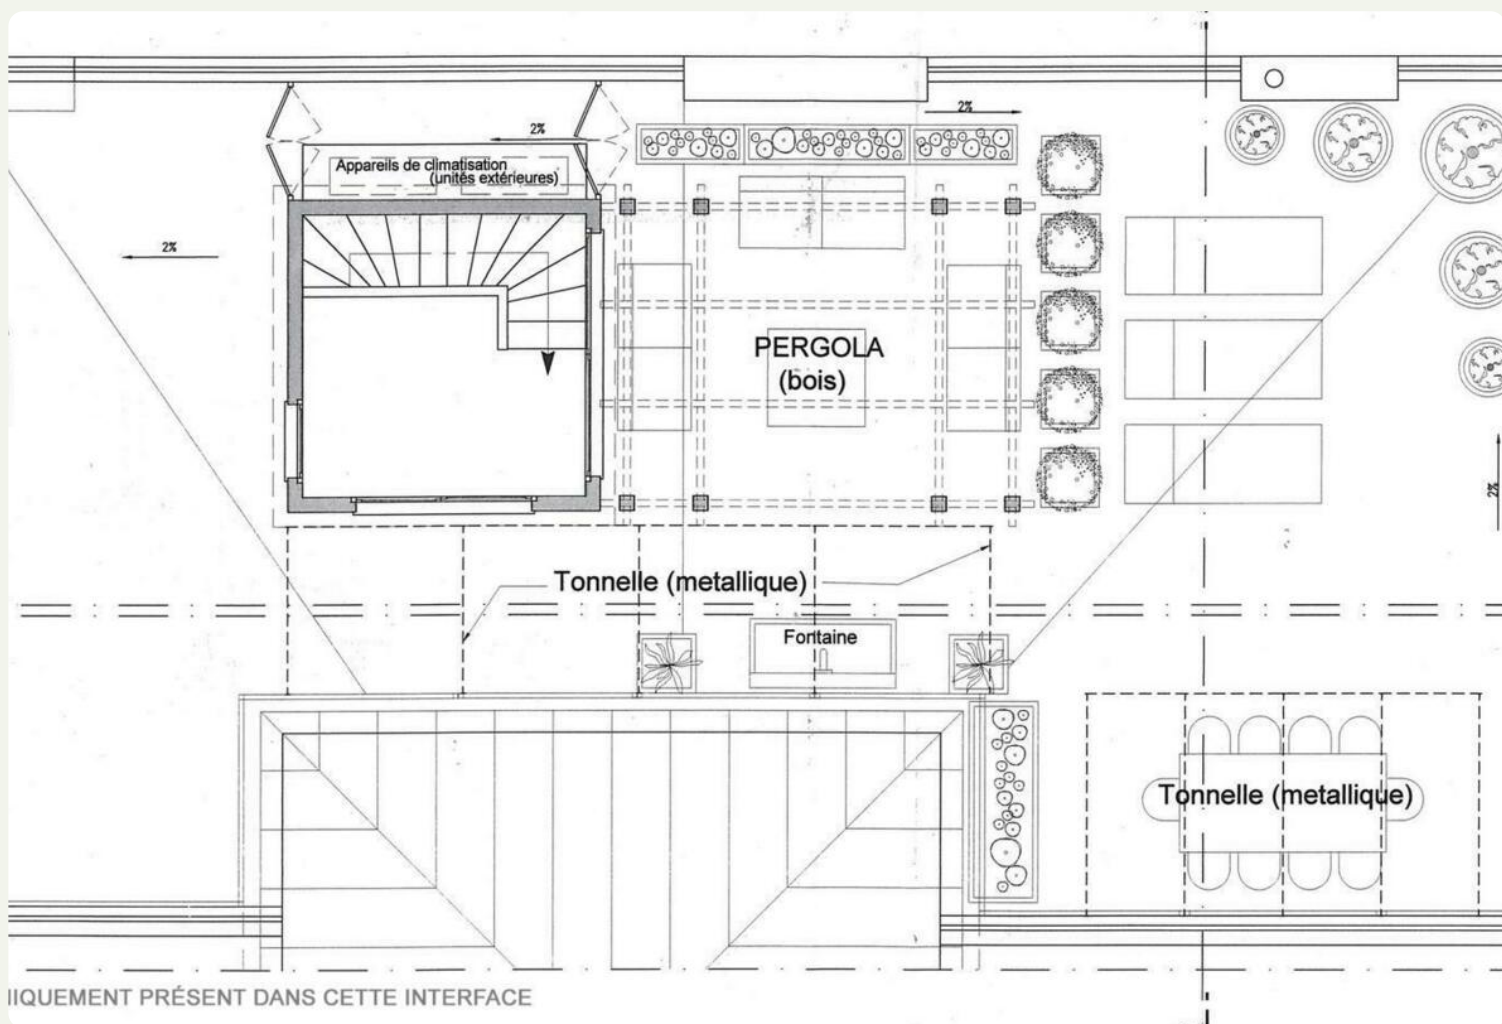 2%
2%
Appareils de climatisation
(unités extérieures)
2%
PERGOLA
(bois)
2%
Tonnelle (metallique)
Fontaine
Tonnelle (metallique)
IQUEMENT PRÉSENT DANS CETTE INTERFACE